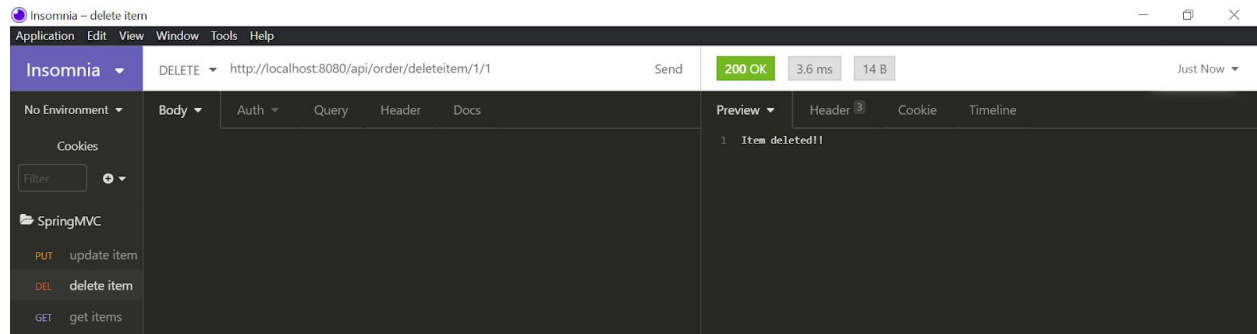 Insomnia – delete item
Application Edit View Window Tools Help
Insomnia
DELETE http://localhost:8080/api/order/deleteitem/1/1 Send
200 OK 3.6 ms 14 B Just Now
No Environment
Body Auth Query Header Docs
Preview Header 3 Cookie Timeline
1 Item deleted!!
Cookies
Filter
SpringMVC
PUT update item
DEL delete item
GET get items